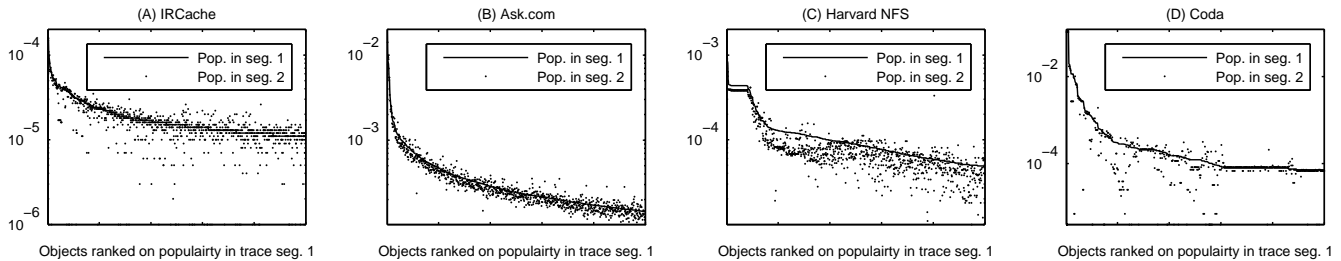 (A) IRCache
10^-4
10^-5
10^-6
Pop. in seg. 1
Pop. in seg. 2
Objects ranked on populairty in trace seg. 1
(B) Ask.com
10^-2
10^-3
Pop. in seg. 1
Pop. in seg. 2
Objects ranked on populairty in trace seg. 1
(C) Harvard NFS
10^-3
10^-4
Pop. in seg. 1
Pop. in seg. 2
Objects ranked on populairty in trace seg. 1
(D) Coda
10^-2
10^-4
Pop. in seg. 1
Pop. in seg. 2
Objects ranked on populairty in trace seg. 1